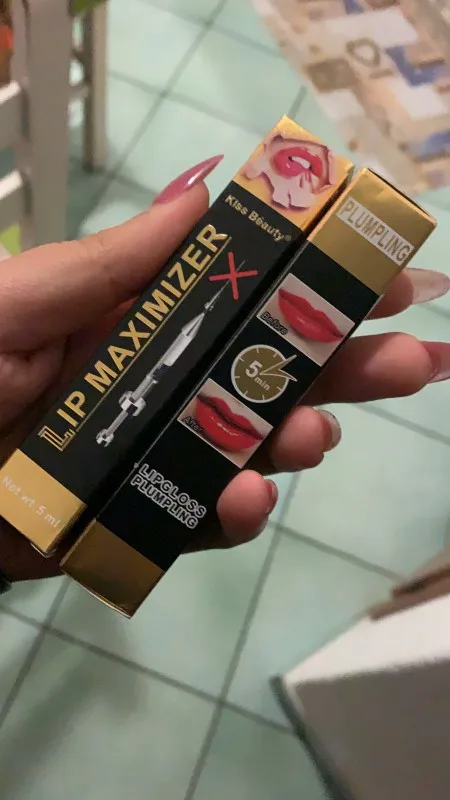 Kiss Beauty®
LIP MAXIMIZER
Net wt. 5 ml
PLUMPLING
Before
5
min
After
LIPGLOSS
PLUMPLING